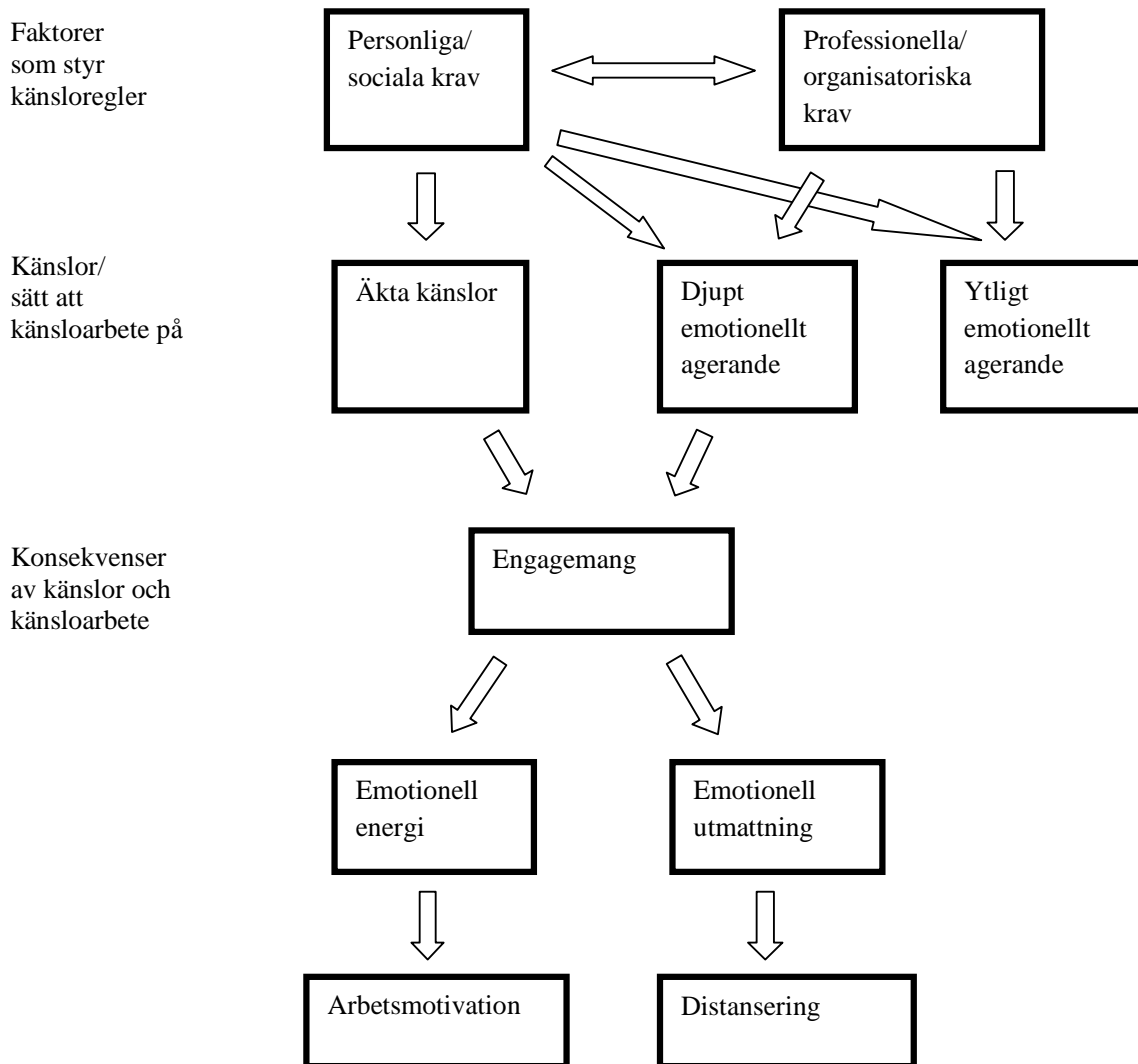 Faktorer
som styr
känsloregler
Personliga/
sociala krav
Professionella/
organisatoriska
krav
Känslor/
sätt att
känsloarbete på
Äkta känslor
Djupt
emotionellt
agerande
Ytligt
emotionellt
agerande
Konsekvenser
av känslor och
känsloarbete
Engagemang
Emotionell
energi
Emotionell
utmattning
Arbetsmotivation
Distansering